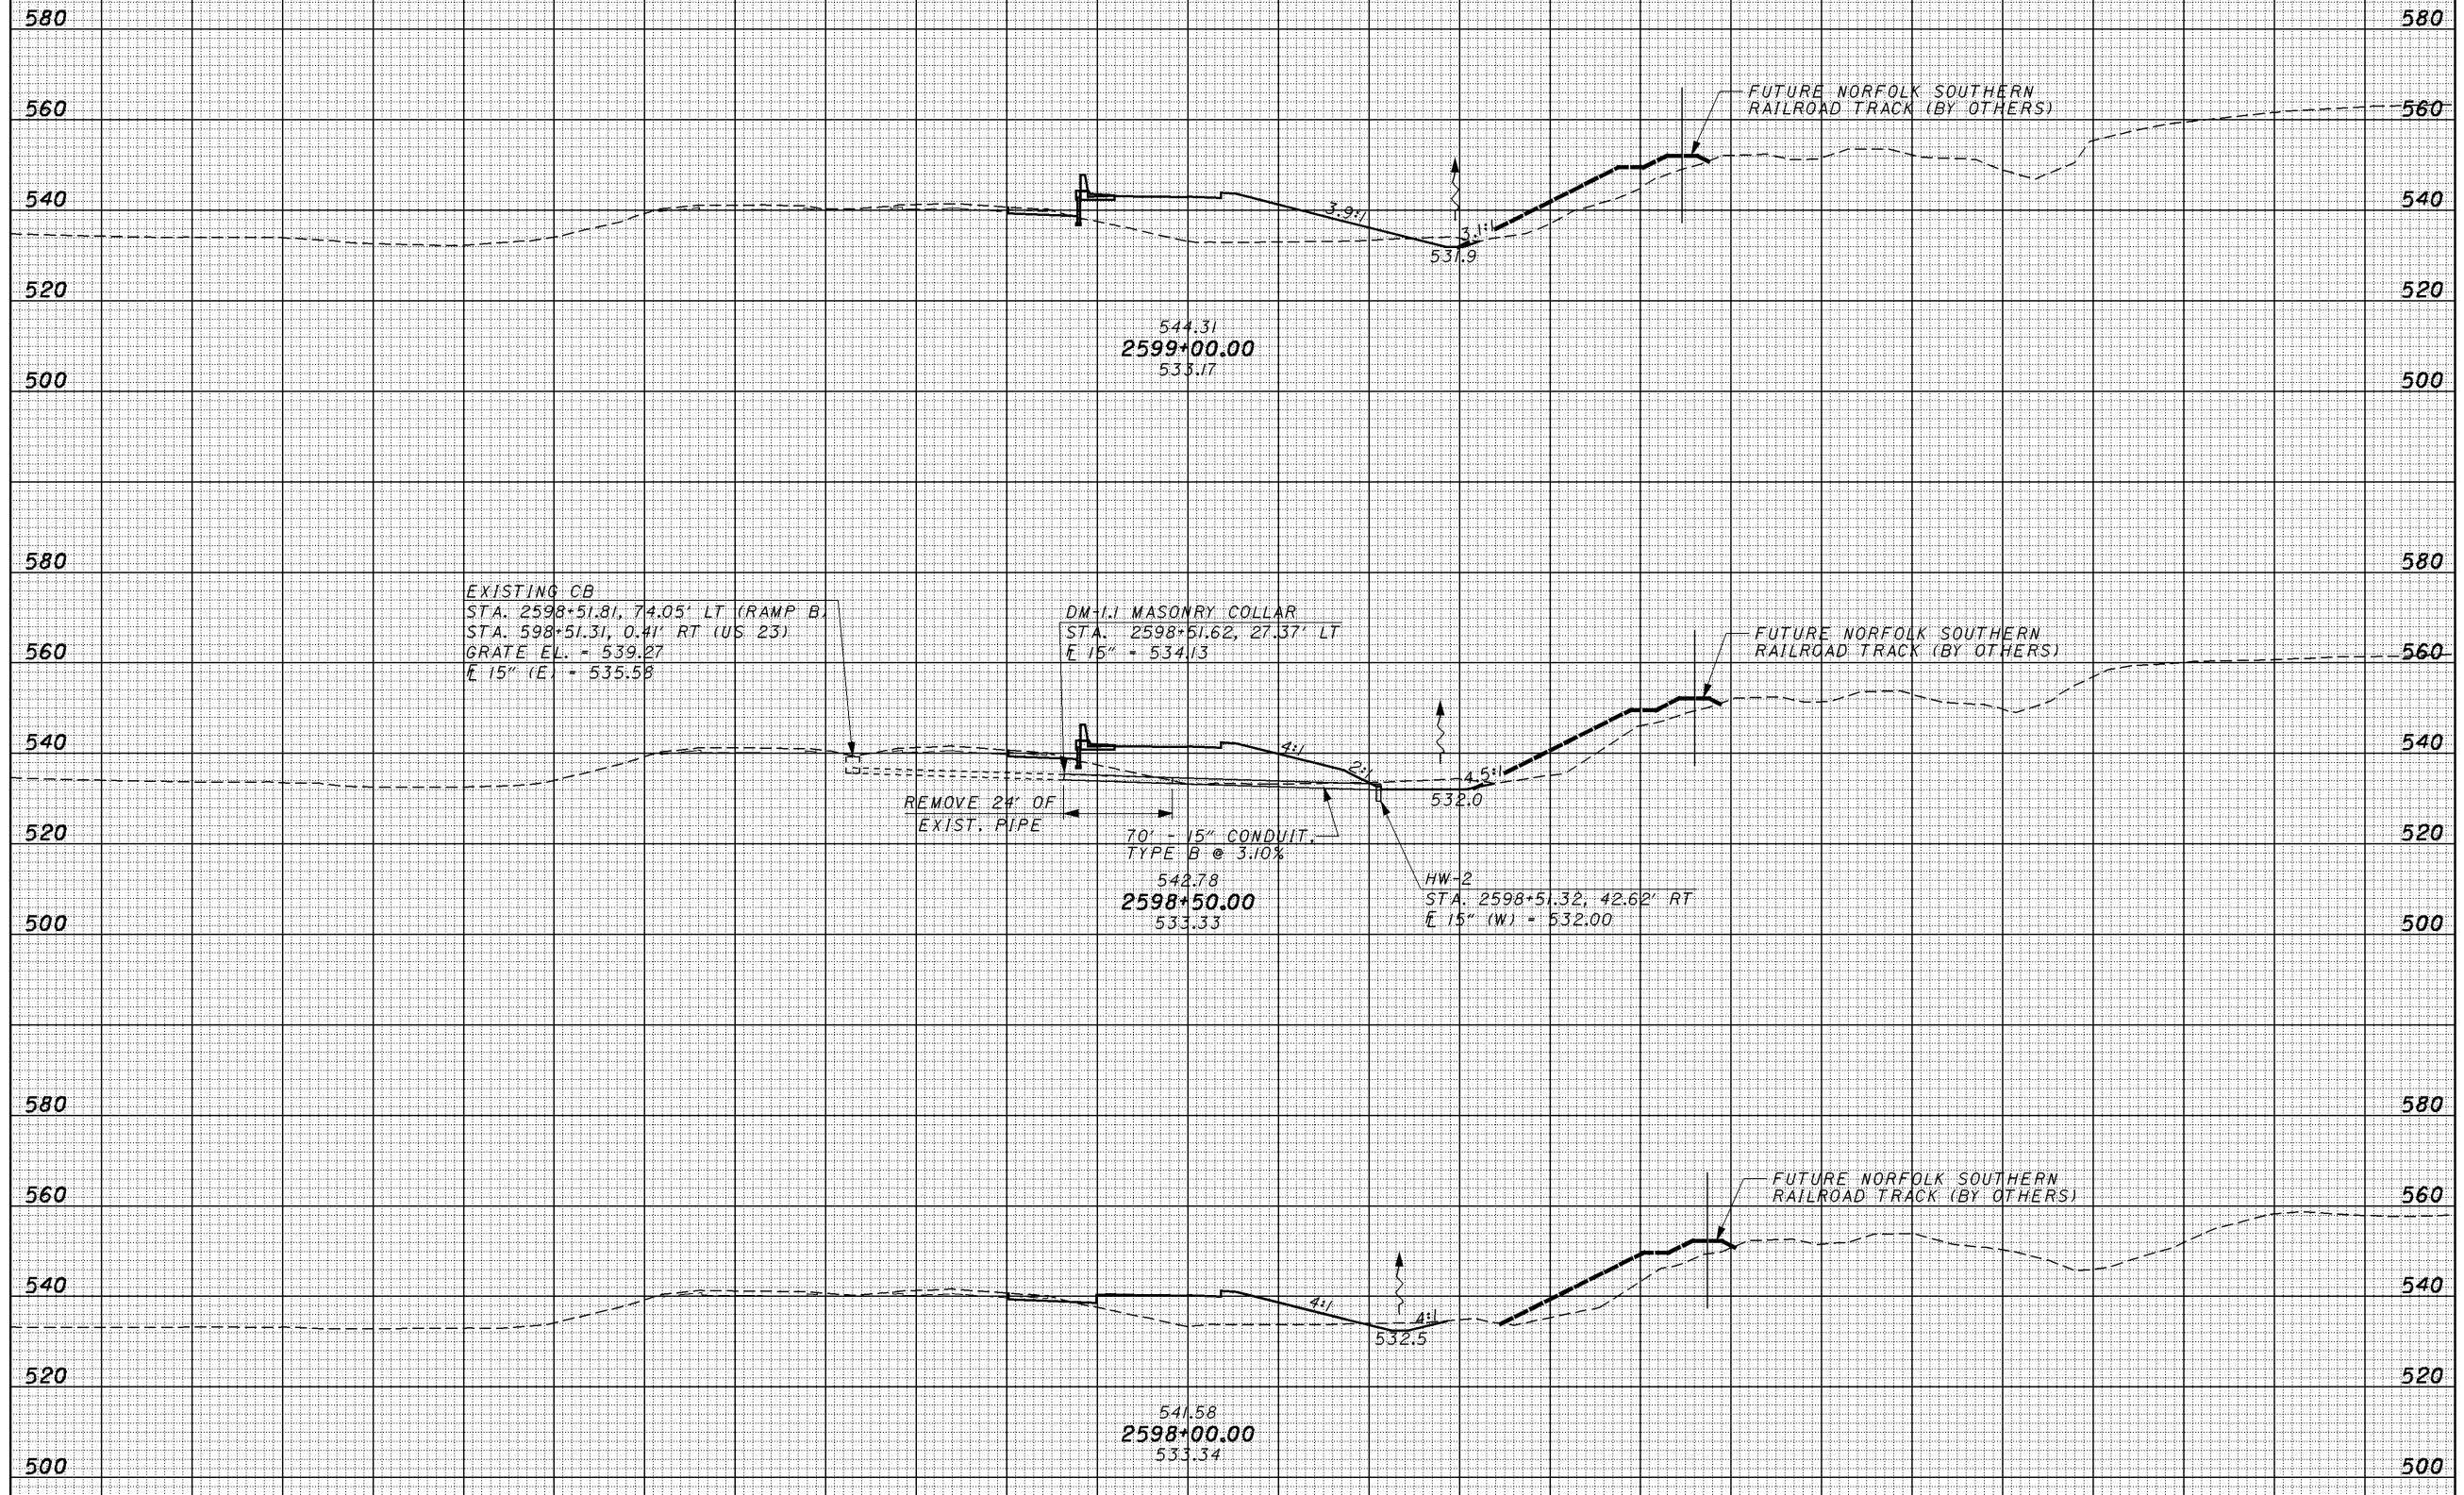 580 580
FUTURE NORFOLK SOUTHERN
560 RAILROAD TRACK (BY OTHERS) 560
540 540
3.9:1 3.1:1
531.9
520 520
544.31
2599+00.00
533.17
500 500
580 580
EXISTING CB
STA. 2598+51.81, 74.05' LT (RAMP B)
STA. 598+51.31, 0.41' RT (US 23)
GRATE EL. = 539.27
℄ 15" (E) = 535.58
DM-1.1 MASONRY COLLAR
STA. 2598+51.62, 27.37' LT
℄ 15" = 534.13
FUTURE NORFOLK SOUTHERN
RAILROAD TRACK (BY OTHERS)
560 560
540 540
4:1 2:1 4.5:1
532.0
REMOVE 24' OF
EXIST. PIPE
520 520
70' - 15" CONDUIT,
TYPE B @ 3.10%
542.78
2598+50.00
533.33
HW-2
STA. 2598+51.32, 42.62' RT
℄ 15" (W) = 532.00
500 500
580 580
FUTURE NORFOLK SOUTHERN
560 RAILROAD TRACK (BY OTHERS) 560
540 540
4:1 4:1
532.5
520 520
541.58
2598+00.00
533.34
500 500